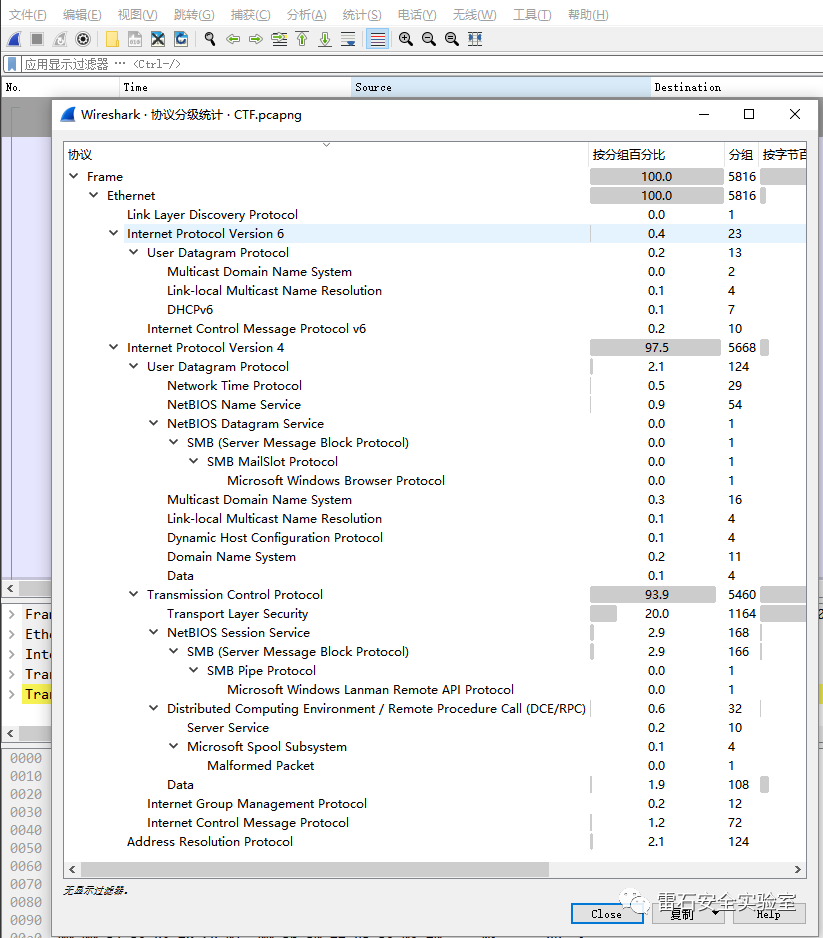 文件(F) 编辑(E) 视图(V) 跳转(G) 捕获(C) 分析(A) 统计(S) 电话(Y) 无线(W) 工具(T) 帮助(H)
应用显示过滤器 … <Ctrl-/>
No. Time Source Destination
Wireshark · 协议分级统计 · CTF.pcapng
协议 按分组百分比 分组 按字节百
Frame 100.0 5816
Ethernet 100.0 5816
Link Layer Discovery Protocol 0.0 1
Internet Protocol Version 6 0.4 23
User Datagram Protocol 0.2 13
Multicast Domain Name System 0.0 2
Link-local Multicast Name Resolution 0.1 4
DHCPv6 0.1 7
Internet Control Message Protocol v6 0.2 10
Internet Protocol Version 4 97.5 5668
User Datagram Protocol 2.1 124
Network Time Protocol 0.5 29
NetBIOS Name Service 0.9 54
NetBIOS Datagram Service 0.0 1
SMB (Server Message Block Protocol) 0.0 1
SMB MailSlot Protocol 0.0 1
Microsoft Windows Browser Protocol 0.0 1
Multicast Domain Name System 0.3 16
Link-local Multicast Name Resolution 0.1 4
Dynamic Host Configuration Protocol 0.1 4
Domain Name System 0.2 11
Data 0.1 4
Transmission Control Protocol 93.9 5460
Fra Transport Layer Security 20.0 1164
Eth NetBIOS Session Service 2.9 168
Int SMB (Server Message Block Protocol) 2.9 166
Tra SMB Pipe Protocol 0.0 1
Tra Microsoft Windows Lanman Remote API Protocol 0.0 1
Distributed Computing Environment / Remote Procedure Call (DCE/RPC) 0.6 32
Server Service 0.2 10
Microsoft Spool Subsystem 0.1 4
0000 Malformed Packet 0.0 1
0010 Data 1.9 108
0020 Internet Group Management Protocol 0.2 12
0030 Internet Control Message Protocol 1.2 72
0040 Address Resolution Protocol 2.1 124
0050
0060
0070 无显示过滤器。
0080 雷石安全实验室
0090 Close 复制 Help